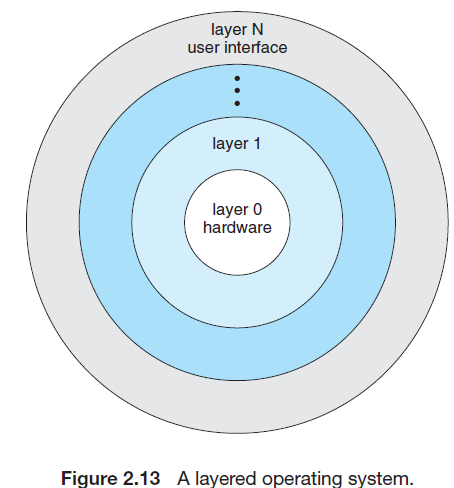 layer N
user interface
layer 1
layer 0
hardware
Figure 2.13 A layered operating system.